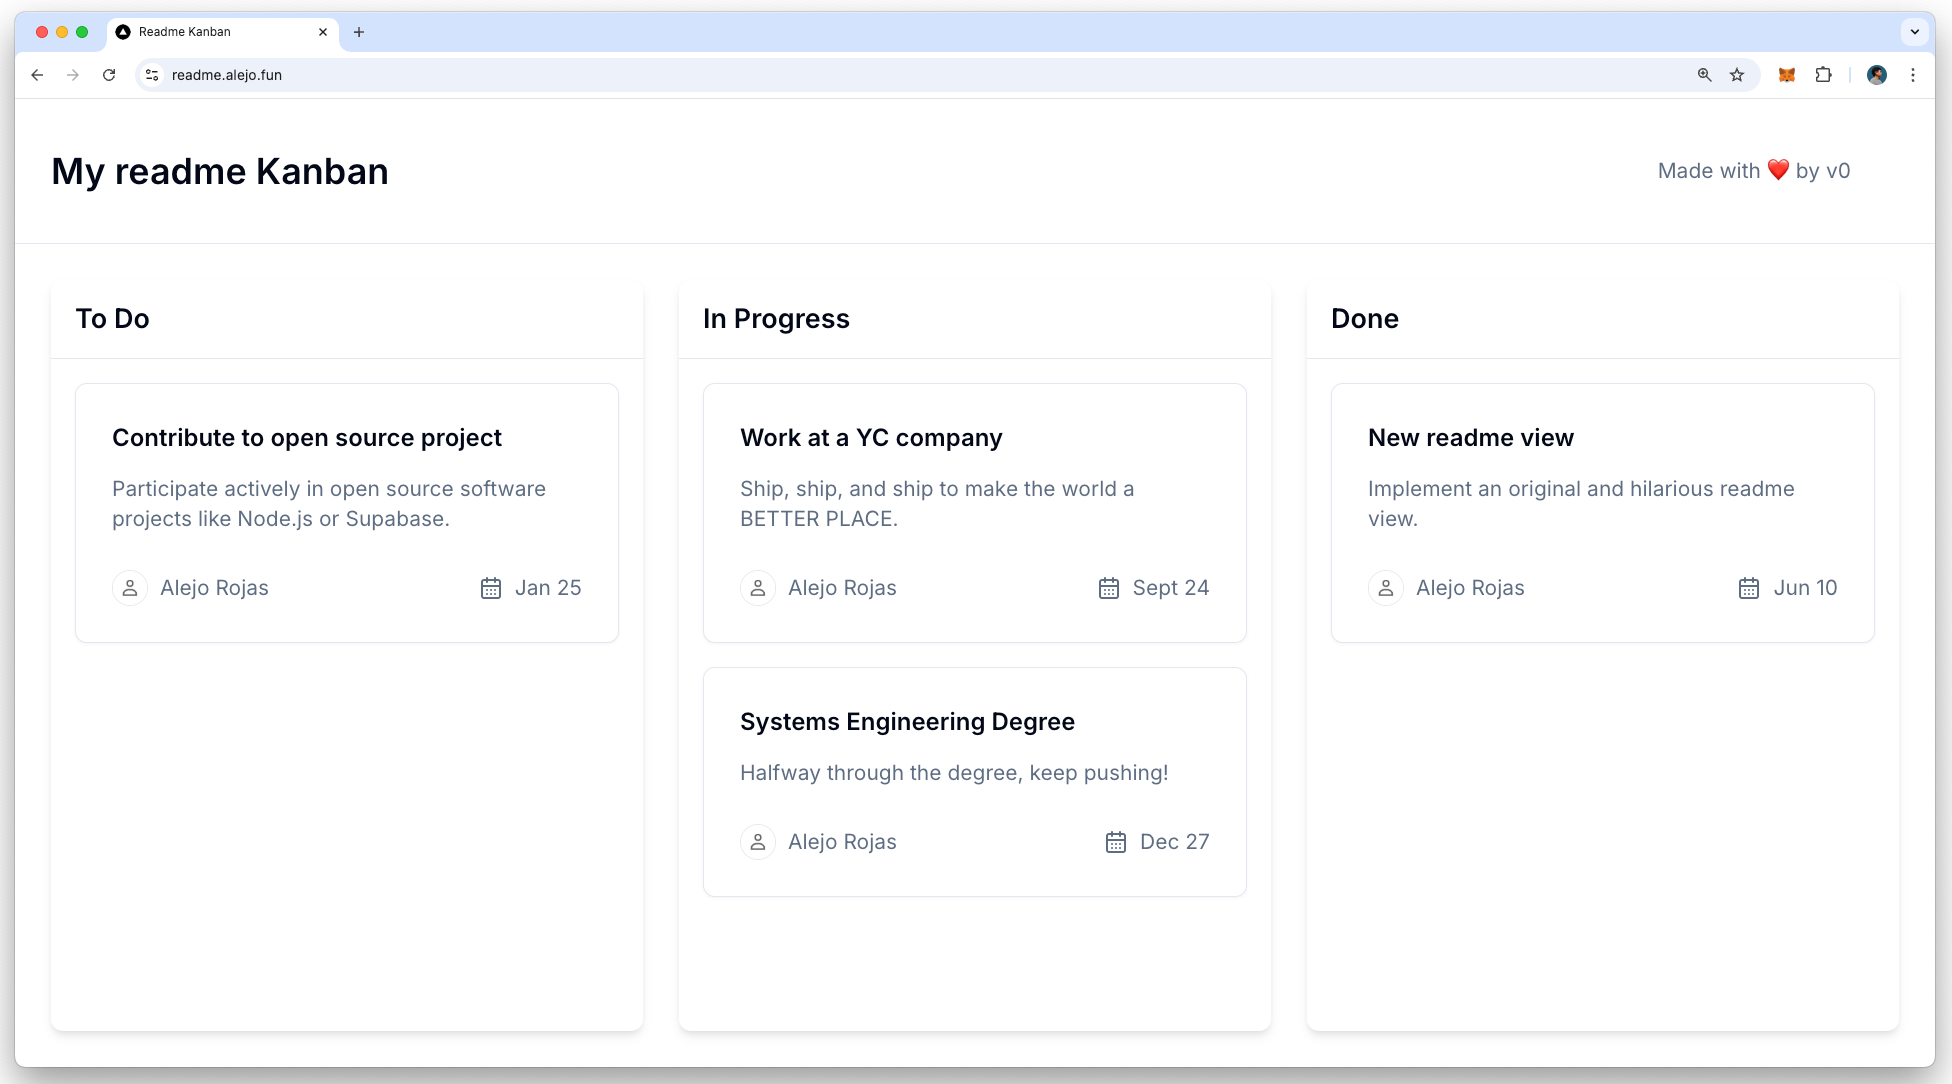 Readme Kanban
readme.alejo.fun
My readme Kanban
Made with ❤️ by v0
To Do
Contribute to open source project
Participate actively in open source software
projects like Node.js or Supabase.
Alejo Rojas
Jan 25
In Progress
Work at a YC company
Ship, ship, and ship to make the world a
BETTER PLACE.
Alejo Rojas
Sept 24
Systems Engineering Degree
Halfway through the degree, keep pushing!
Alejo Rojas
Dec 27
Done
New readme view
Implement an original and hilarious readme
view.
Alejo Rojas
Jun 10